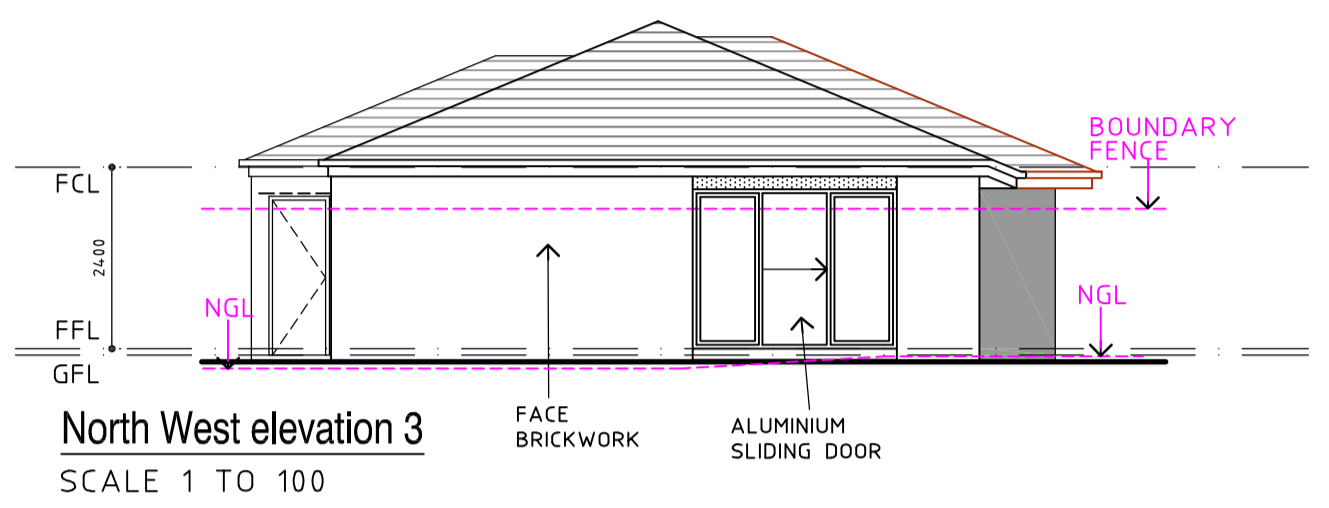 BOUNDARY
FENCE
FCL
2400
NGL
NGL
FFL
GFL
FACE
BRICKWORK
ALUMINIUM
SLIDING DOOR
North West elevation 3
SCALE 1 TO 100